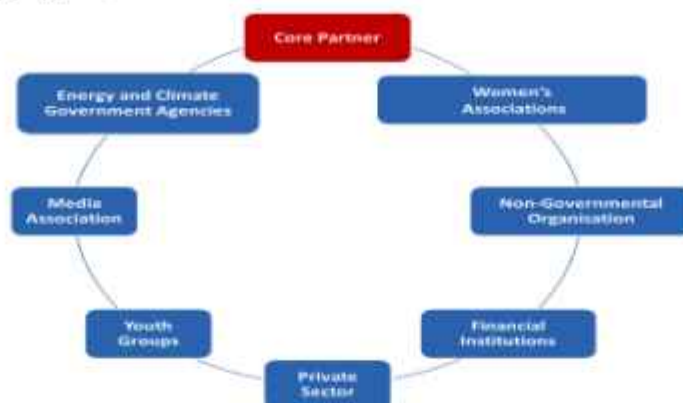 Core Partner
Women's
Associations
Non-Governmental
Organisation
Financial
Institutions
Private
Sector
Youth
Groups
Media
Association
Energy and Climate
Government Agencies